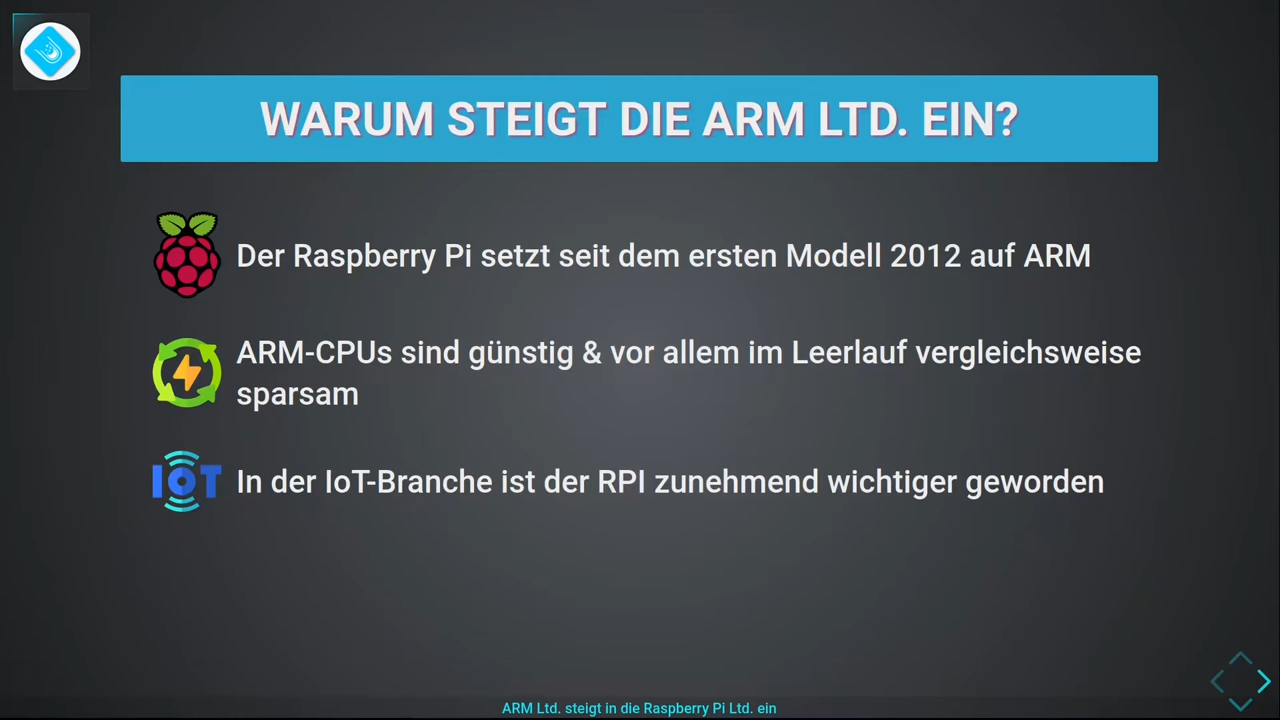 WARUM STEIGT DIE ARM LTD. EIN?
Der Raspberry Pi setzt seit dem ersten Modell 2012 auf ARM
ARM-CPUs sind günstig & vor allem im Leerlauf vergleichsweise
sparsam
IoT
In der IoT-Branche ist der RPI zunehmend wichtiger geworden
ARM Ltd. steigt in die Raspberry Pi Ltd. ein